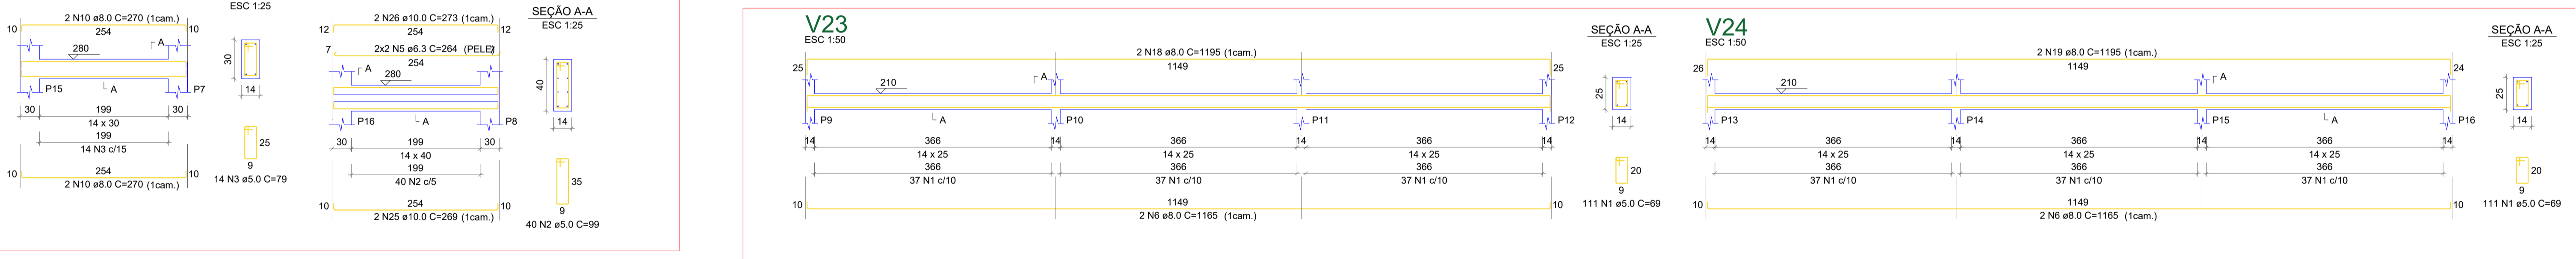 ESC 1:25
2 N10 ø8.0 C=270 (1cam.)
10 254 10
A
280
30
14
P15 A P7
30 199 30
14 x 30
199
14 N3 c/15
25
9
14 N3 ø5.0 C=79
10 254 10
2 N10 ø8.0 C=270 (1cam.)
2 N26 ø10.0 C=273 (1cam.)
12 254 12
7 2x2 N5 ø6.3 C=264 (PELE) 7
254
A
280
P16 A P8
30 199 30
14 x 40
199
40 N2 c/5
10 254 10
2 N25 ø10.0 C=269 (1cam.)
SEÇÃO A-A
ESC 1:25
40
14
35
9
40 N2 ø5.0 C=99
V23
ESC 1:50
2 N18 ø8.0 C=1195 (1cam.)
25 1149 25
210 A
P9 A P10 P11 P12
14 366 14 366 14 366 14
14 x 25 14 x 25 14 x 25
366 366 366
37 N1 c/10 37 N1 c/10 37 N1 c/10
10 1149 10
2 N6 ø8.0 C=1165 (1cam.)
SEÇÃO A-A
ESC 1:25
25
14
20
9
111 N1 ø5.0 C=69
V24
ESC 1:50
2 N19 ø8.0 C=1195 (1cam.)
26 1149 24
210 A
P13 P14 P15 A P16
14 366 14 366 14 366 14
14 x 25 14 x 25 14 x 25
366 366 366
37 N1 c/10 37 N1 c/10 37 N1 c/10
10 1149 10
2 N6 ø8.0 C=1165 (1cam.)
SEÇÃO A-A
ESC 1:25
25
14
20
9
111 N1 ø5.0 C=69